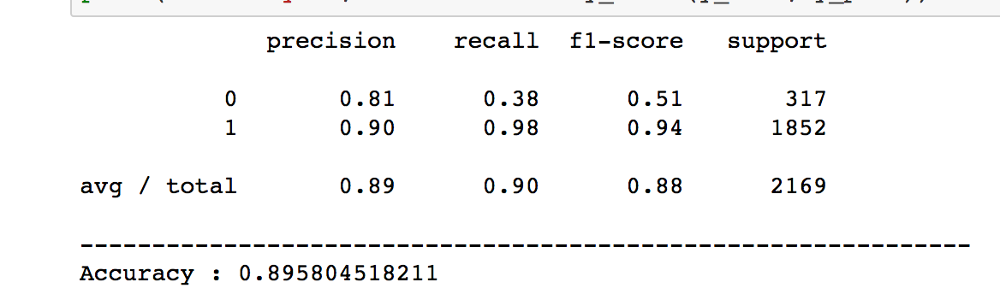 precision recall f1-score support
0 0.81 0.38 0.51 317
1 0.90 0.98 0.94 1852
avg / total 0.89 0.90 0.88 2169
--------------------------------------------------------------
Accuracy : 0.895804518211